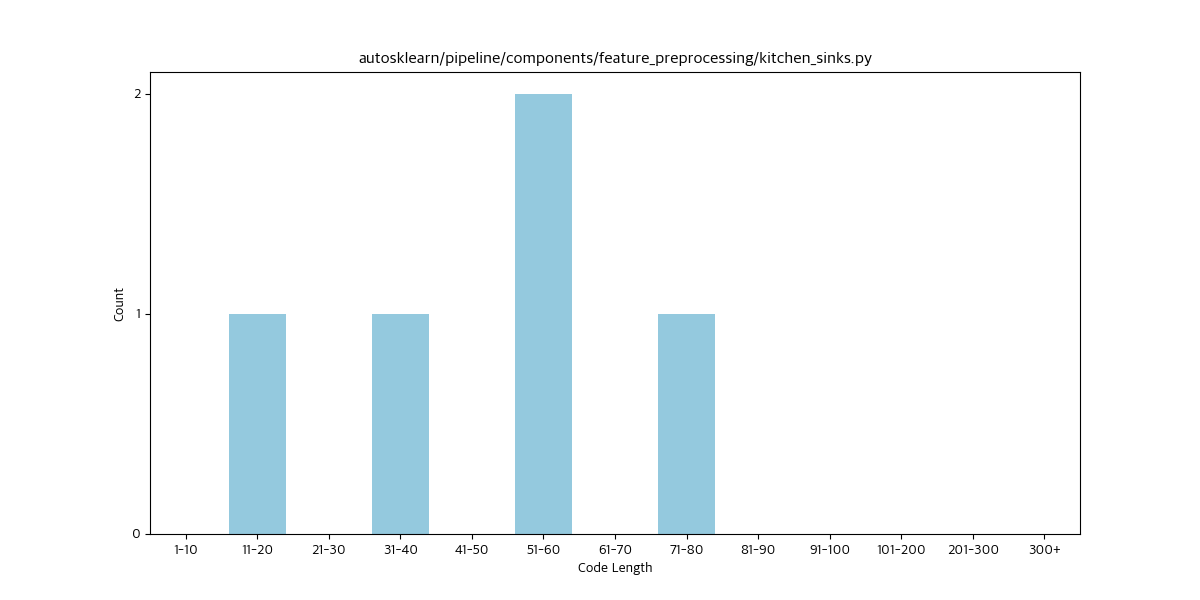 autosklearn/pipeline/components/feature_preprocessing/kitchen_sinks.py
2
1
0
Count
1-10 11-20 21-30 31-40 41-50 51-60 61-70 71-80 81-90 91-100 101-200 201-300 300+
Code Length